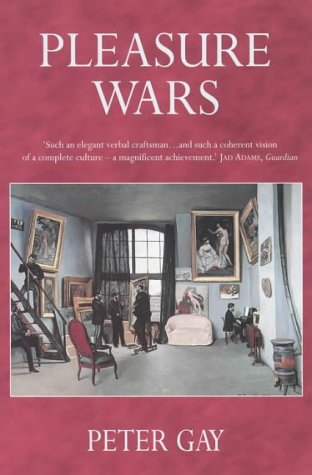 PLEASURE
WARS
‘Such an elegant verbal craftsman…and such a coherent vision
of a complete culture – a magnificent achievement.’ JAD ADAMS, Guardian
PETER GAY